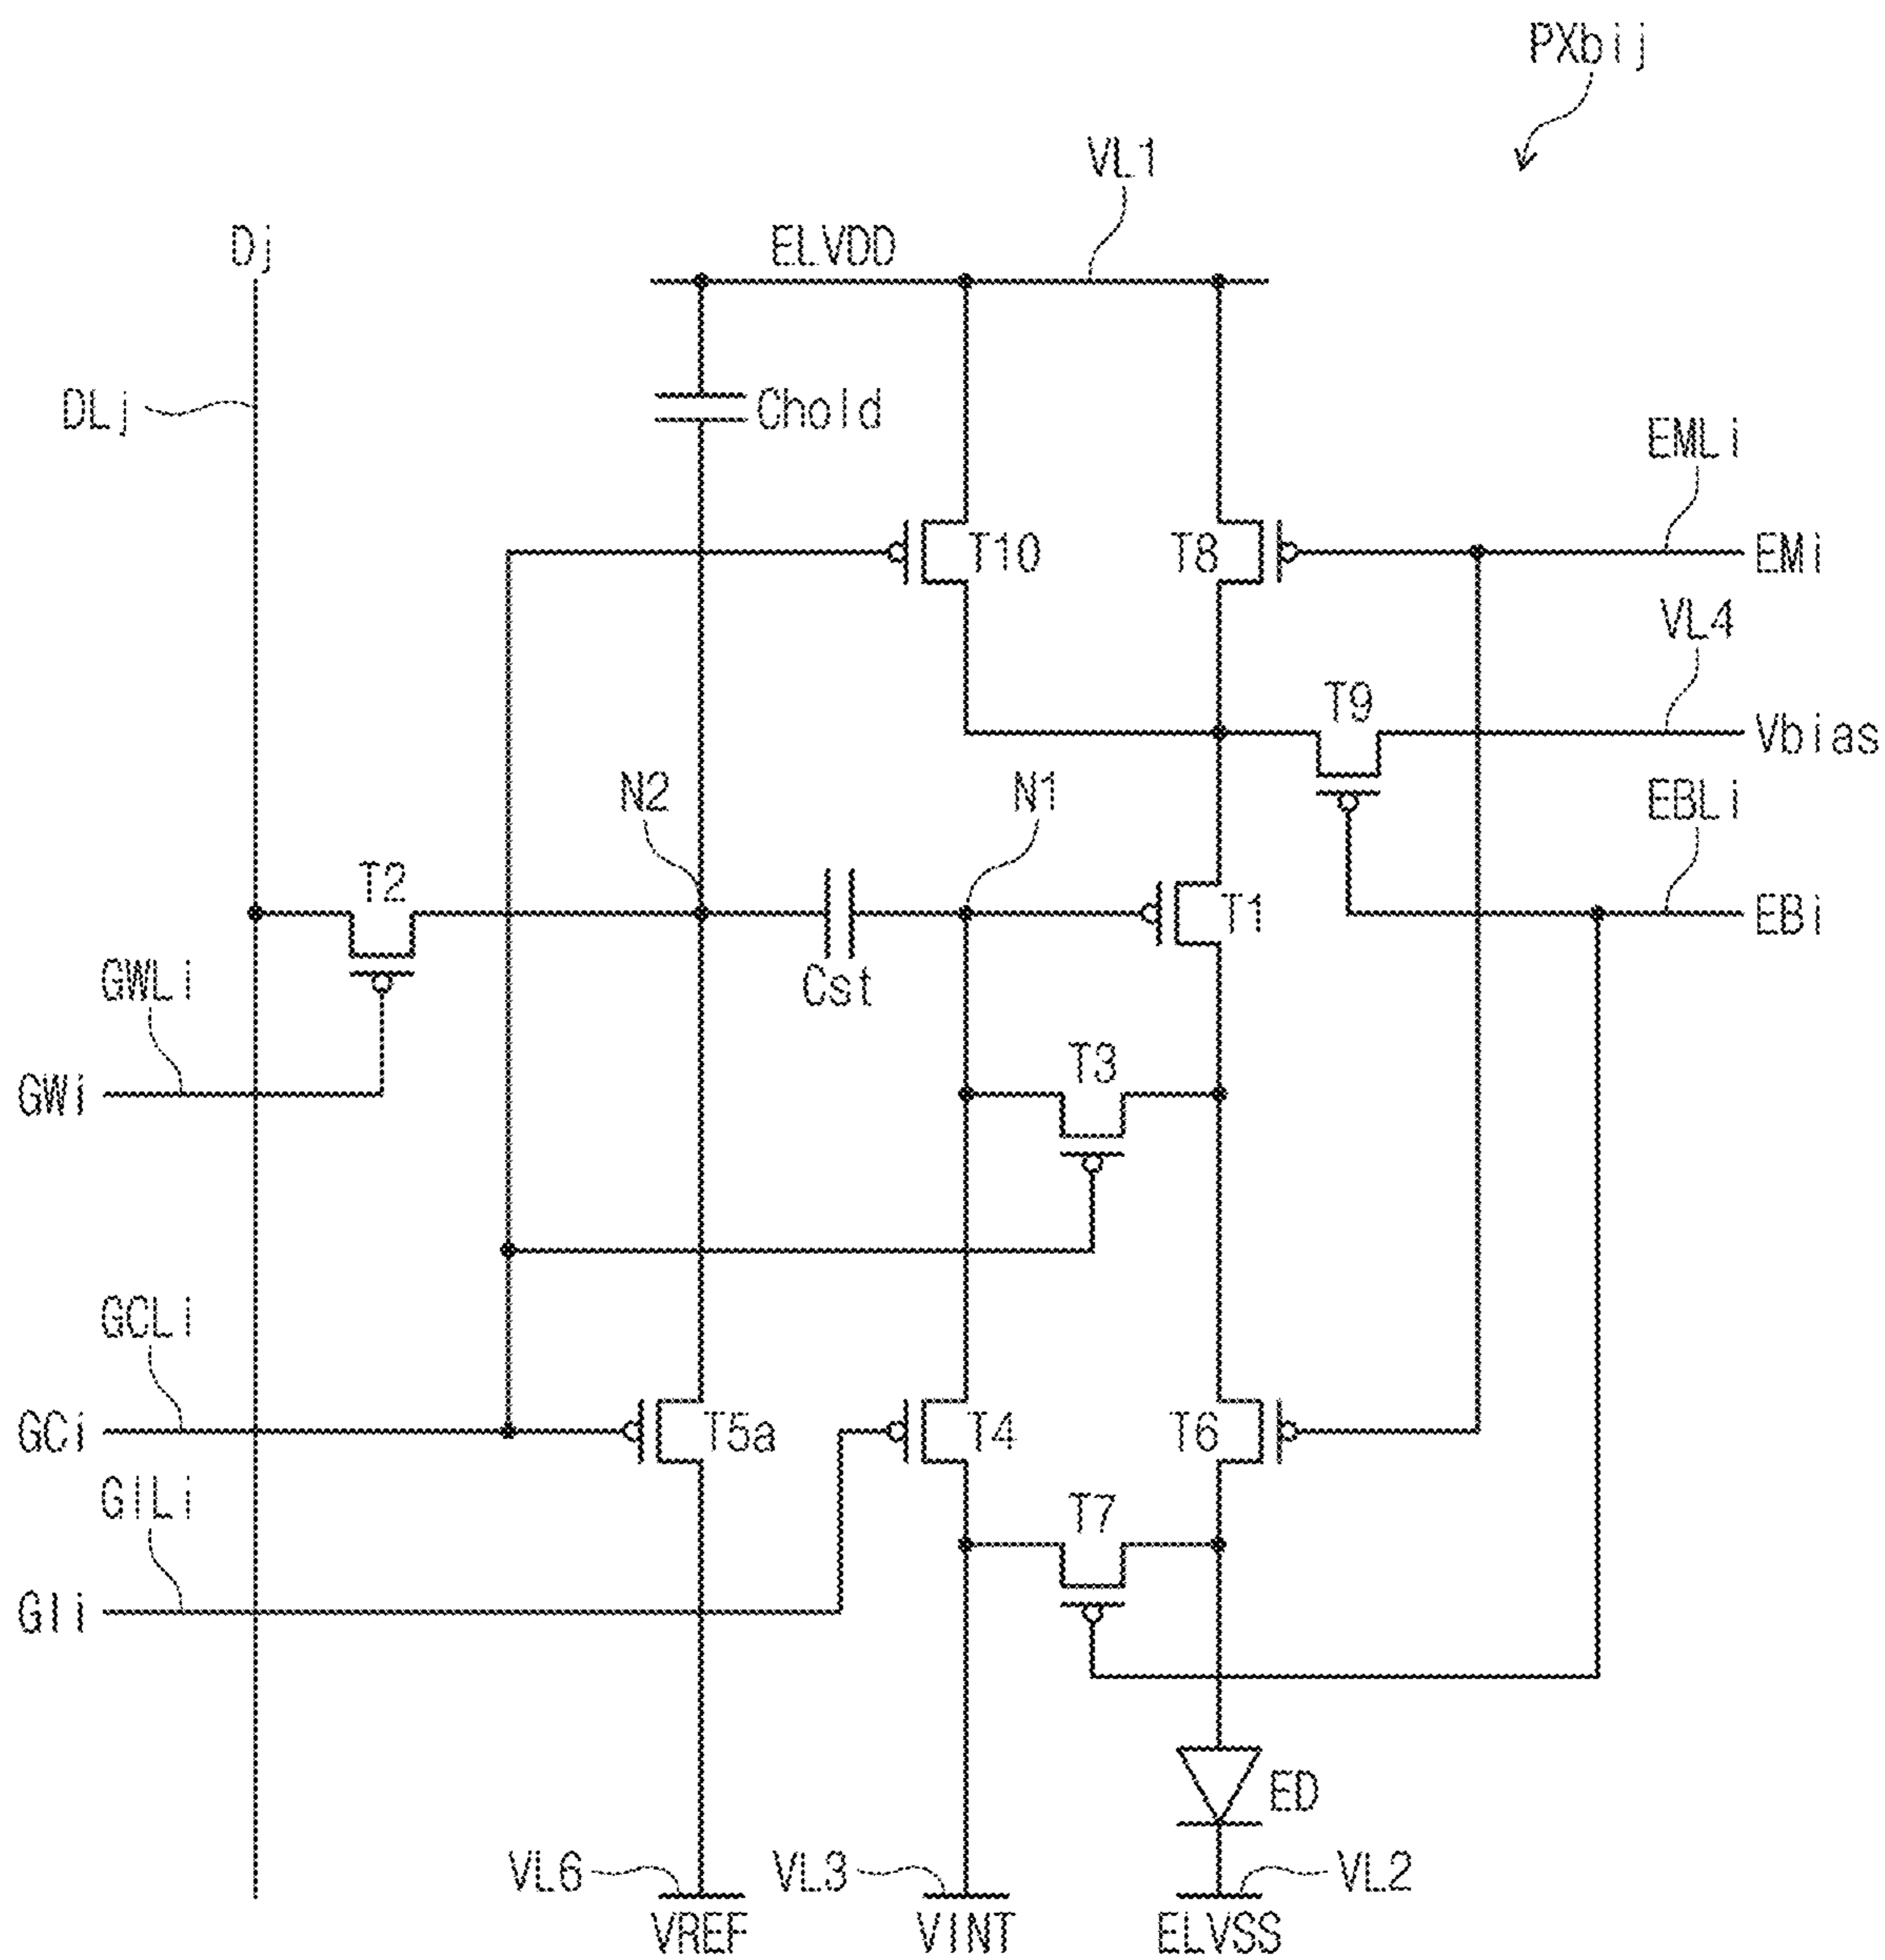 PXbij
VL1
Dj
ELVDD
DLj
Chold
EMLi
T10
T8
EMi
VL4
T9
Vbias
N2
N1
EBLi
T2
T1
EBi
GWLi
Cst
T3
GWi
GCLi
GCi
T5a
T4
T6
GILi
T7
GIi
ED
VL6
VL3
VL2
VREF
VINT
ELVSS